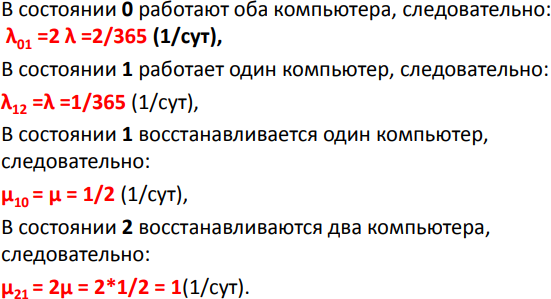 В состоянии 0 работают оба компьютера, следовательно:
λ01 =2 λ =2/365 (1/сут),
В состоянии 1 работает один компьютер, следовательно:
λ12 =λ =1/365 (1/сут),
В состоянии 1 восстанавливается один компьютер,
следовательно:
μ10 = μ = 1/2 (1/сут),
В состоянии 2 восстанавливаются два компьютера,
следовательно:
μ21 = 2μ = 2*1/2 = 1(1/сут).